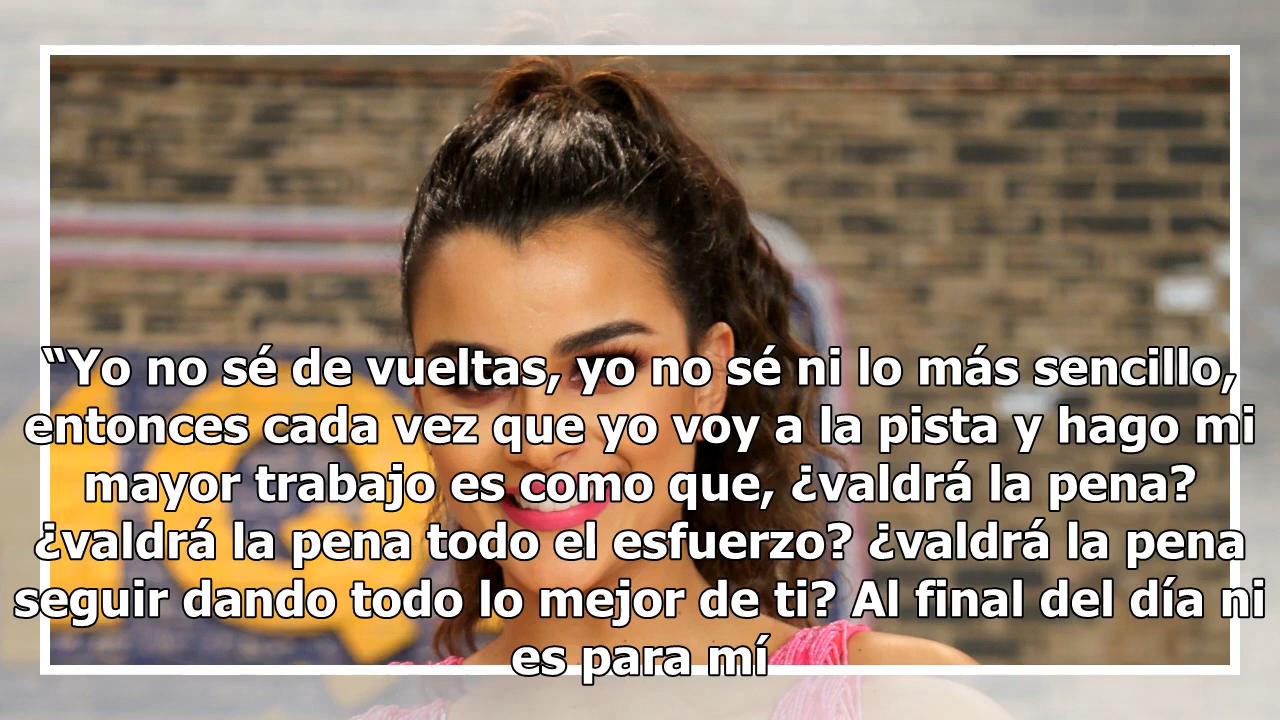 “Yo no sé de vueltas, yo no sé ni lo más sencillo,
entonces cada vez que yo voy a la pista y hago mi
mayor trabajo es como que, ¿valdrá la pena?
¿valdrá la pena todo el esfuerzo? ¿valdrá la pena
seguir dando todo lo mejor de ti? Al final del día ni
es para mí